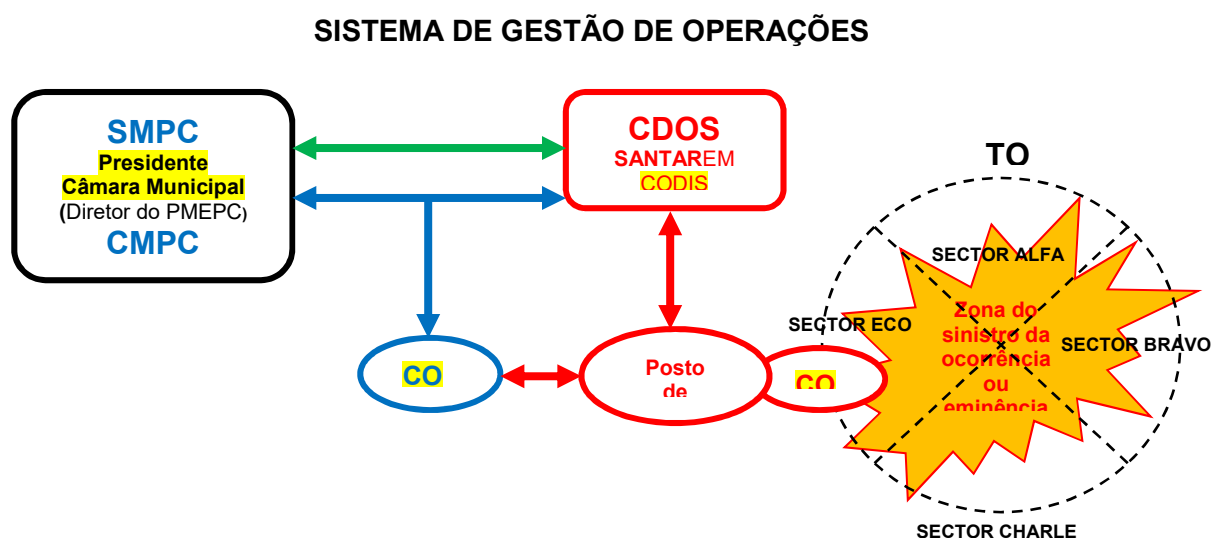 SISTEMA DE GESTÃO DE OPERAÇÕES
SMPC
Presidente
Câmara Municipal
(Diretor do PMEPC)
CMPC
CDOS
SANTAREM
CODIS
TO
SECTOR ALFA
SECTOR ECO
SECTOR BRAVO
Zona do
sinistro da
ocorrência
ou
eminência
CO
Posto
de
CO
SECTOR CHARLE